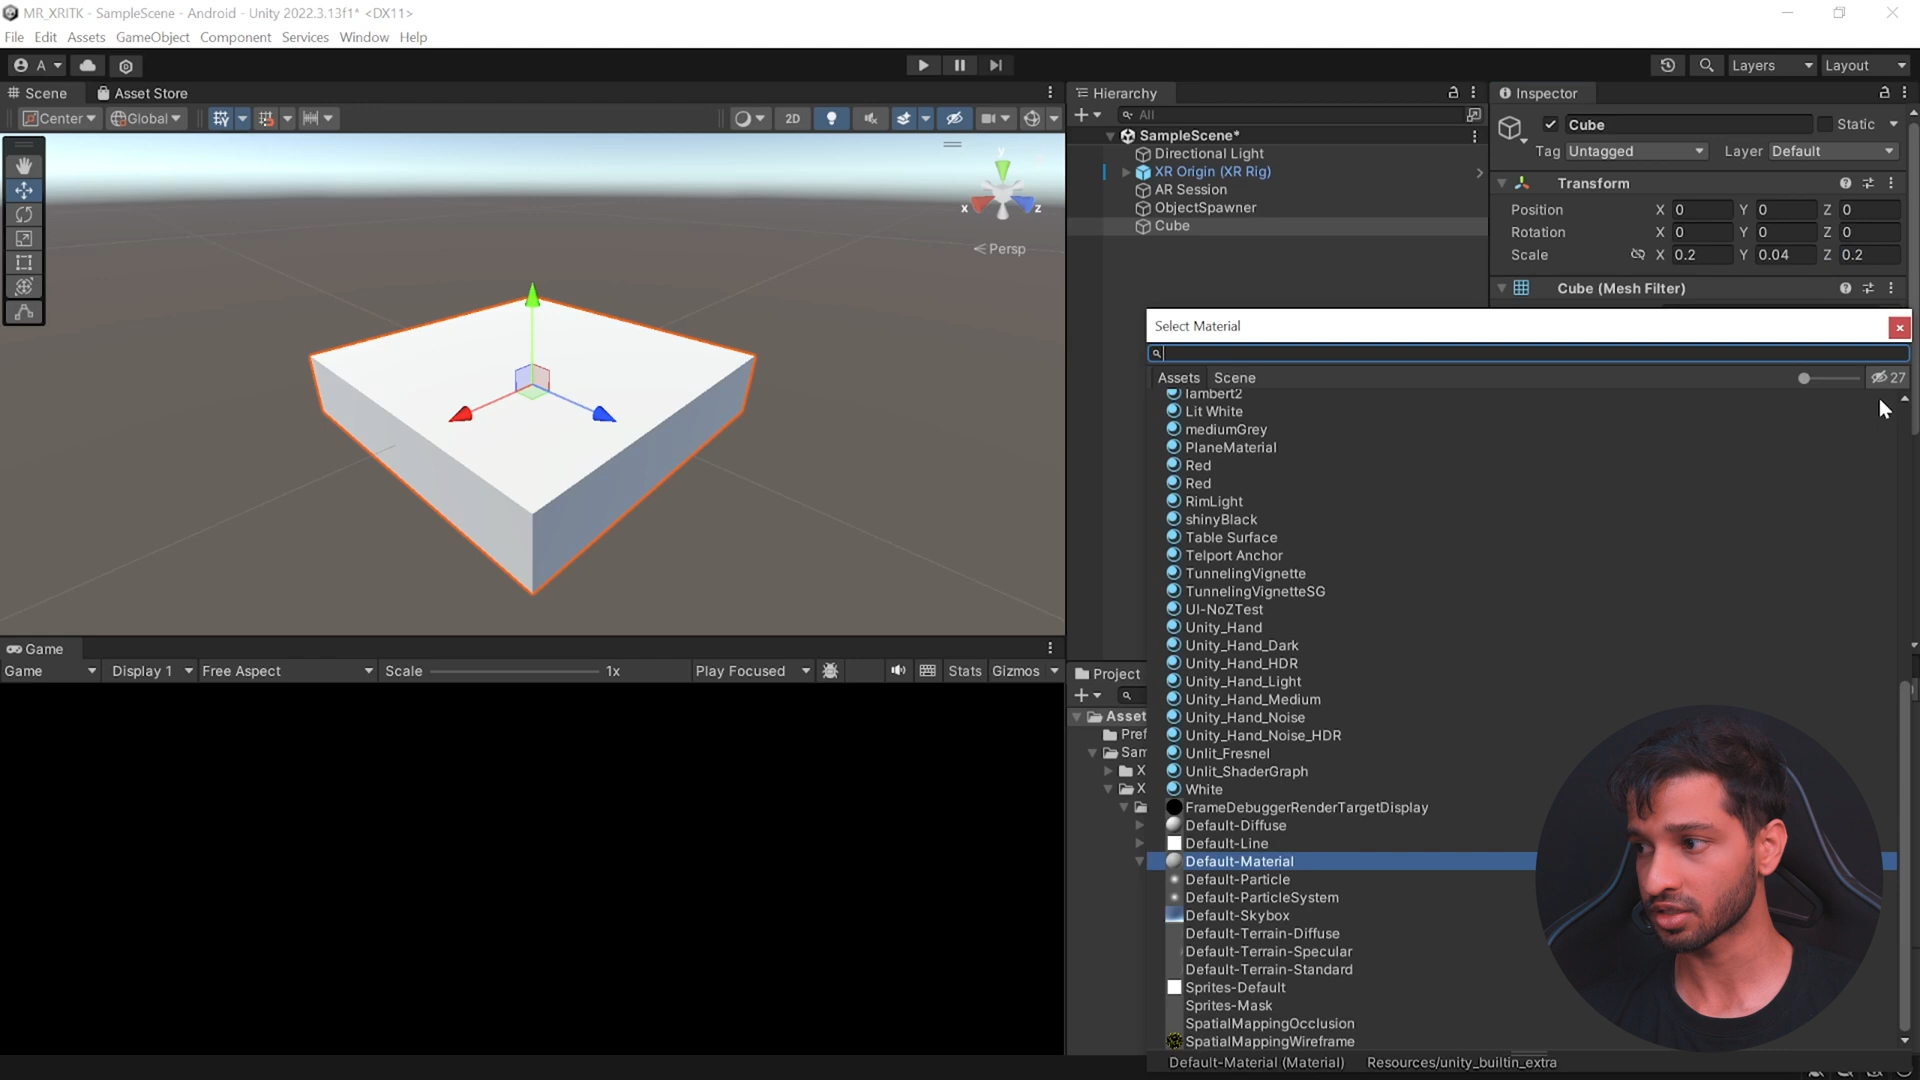 MR_XRITK - SampleScene - Android - Unity 2022.3.13f1* <DX11>
File Edit Assets GameObject Component Services Window Help
A Layers Layout
Scene Asset Store
Center Global 2D
Persp
x y z
Hierarchy
All
SampleScene*
Directional Light
XR Origin (XR Rig)
AR Session
ObjectSpawner
Cube
Inspector
Cube Static
Tag Untagged Layer Default
Transform
Position X 0 Y 0 Z 0
Rotation X 0 Y 0 Z 0
Scale X 0.2 Y 0.04 Z 0.2
Cube (Mesh Filter)
Select Material
Assets Scene 27
lambert2
Lit White
mediumGrey
PlaneMaterial
Red
Red
RimLight
shinyBlack
Table Surface
Telport Anchor
TunnelingVignette
TunnelingVignetteSG
UI-NoZTest
Unity_Hand
Unity_Hand_Dark
Unity_Hand_HDR
Unity_Hand_Light
Unity_Hand_Medium
Unity_Hand_Noise
Unity_Hand_Noise_HDR
Unlit_Fresnel
Unlit_ShaderGraph
White
FrameDebuggerRenderTargetDisplay
Default-Diffuse
Default-Line
Default-Material
Default-Particle
Default-ParticleSystem
Default-Skybox
Default-Terrain-Diffuse
Default-Terrain-Specular
Default-Terrain-Standard
Sprites-Default
Sprites-Mask
SpatialMappingOcclusion
SpatialMappingWireframe
Default-Material (Material) Resources/unity_builtin_extra
Game
Game Display 1 Free Aspect Scale 1x Play Focused Stats Gizmos
Project
Asset
Pref
Sam
X
X